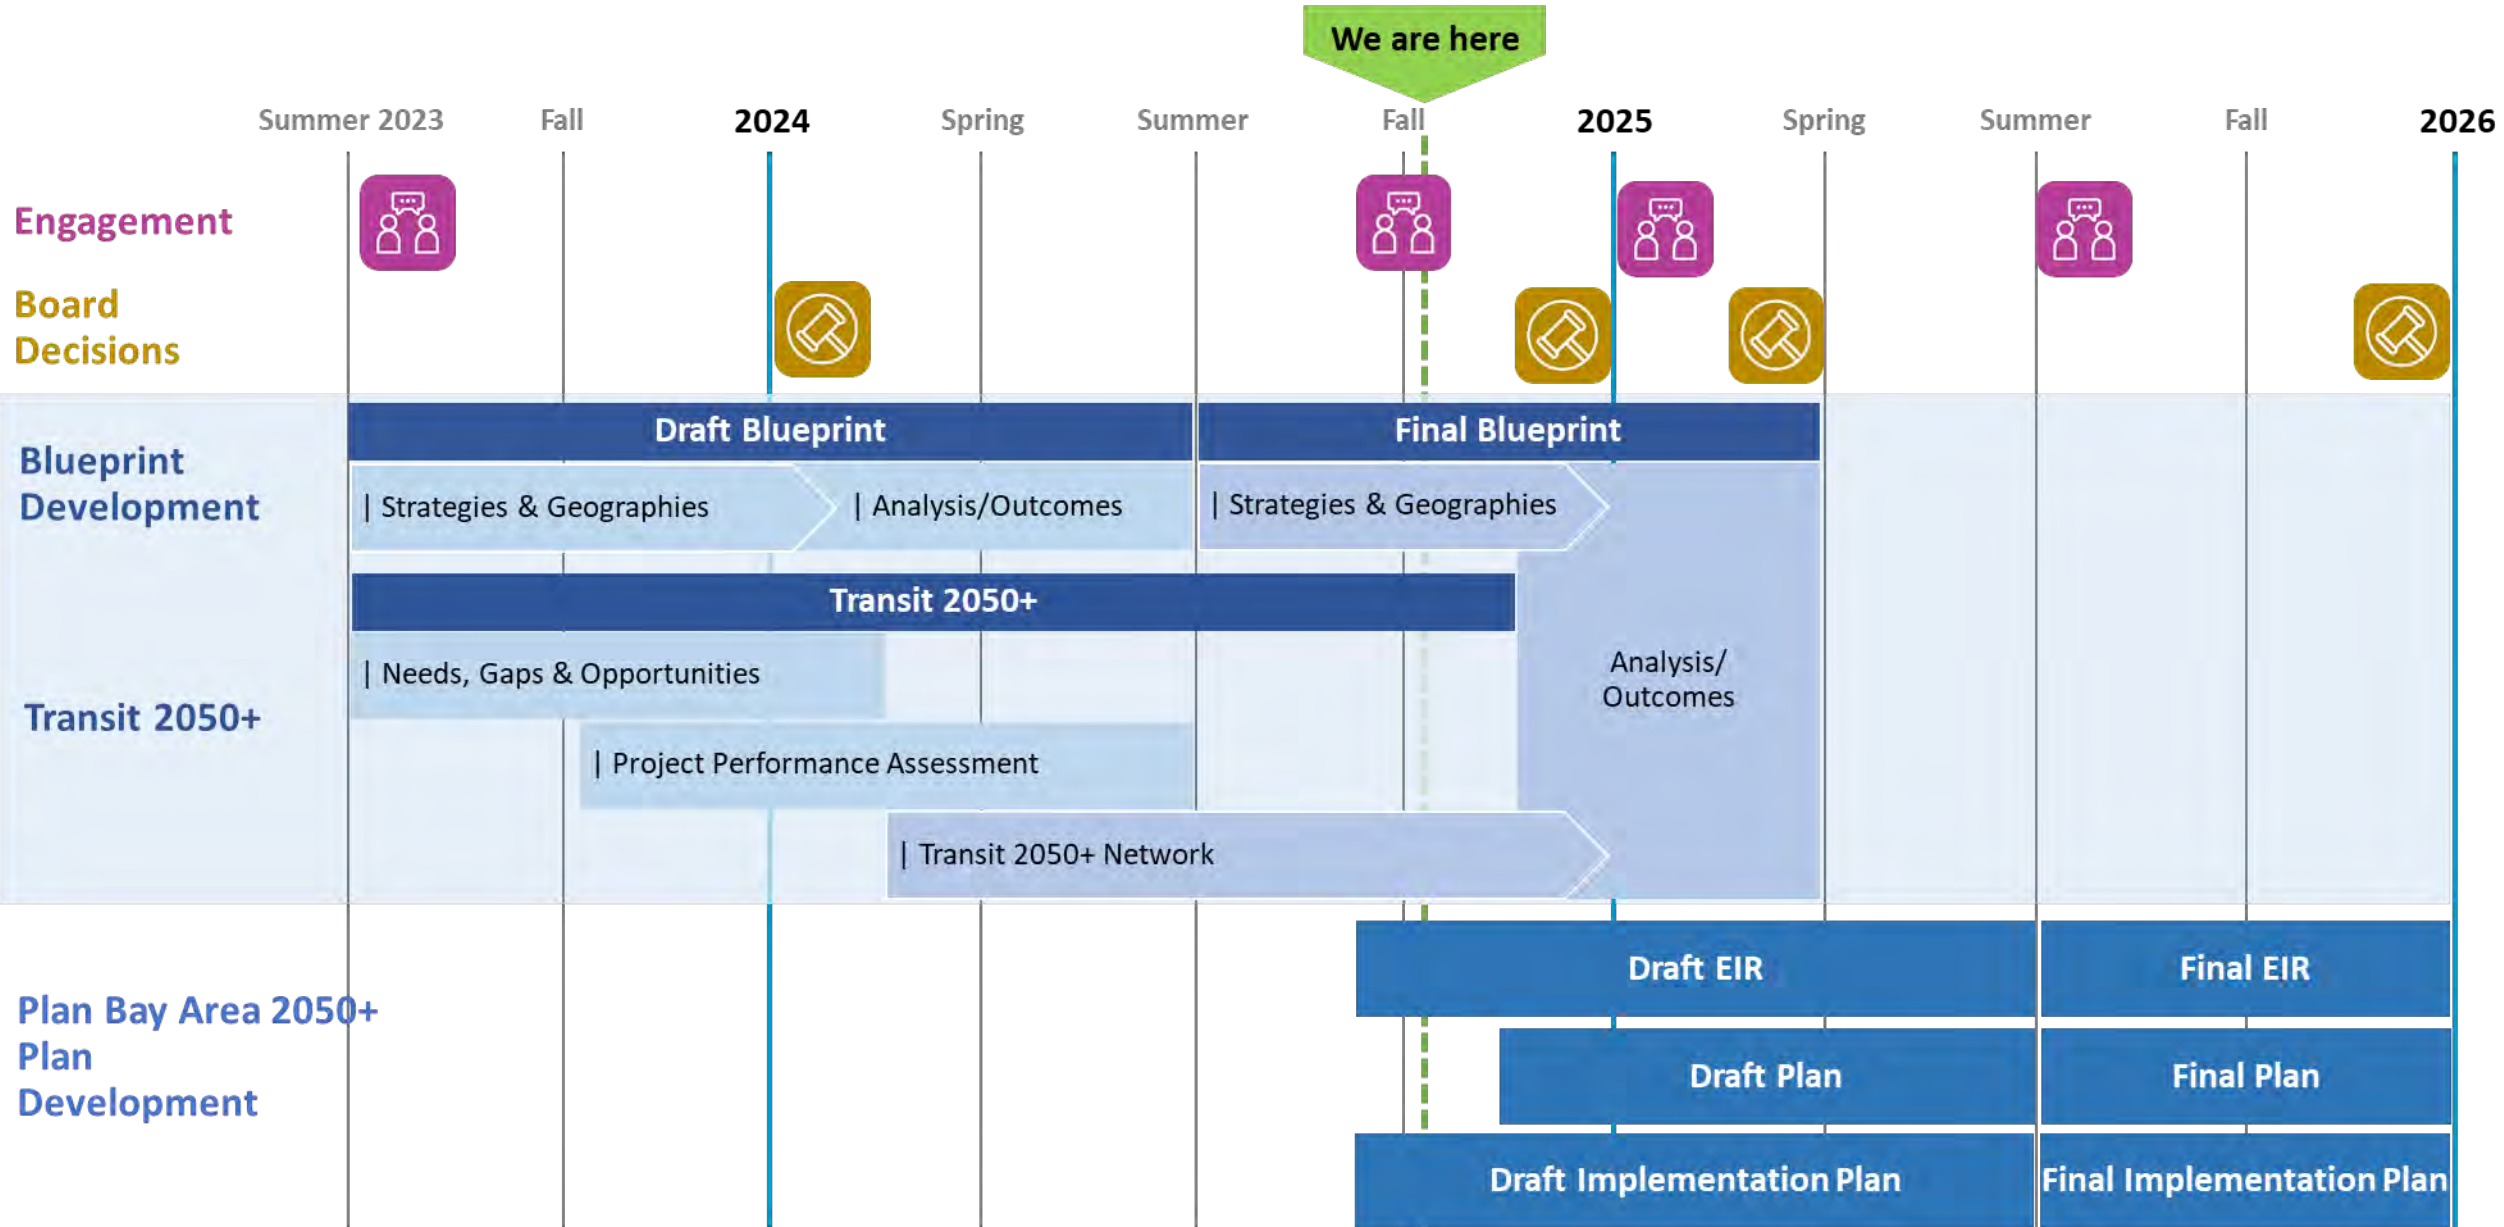 We are here
Summer 2023
Fall
2024
Spring
Summer
Fall
2025
Spring
Summer
Fall
2026
Engagement
Board
Decisions
Blueprint
Development
Draft Blueprint
Final Blueprint
| Strategies & Geographies
| Analysis/Outcomes
| Strategies & Geographies
Transit 2050+
Transit 2050+
| Needs, Gaps & Opportunities
Analysis/
Outcomes
| Project Performance Assessment
| Transit 2050+ Network
Plan Bay Area 2050+
Plan
Development
Draft EIR
Final EIR
Draft Plan
Final Plan
Draft Implementation Plan
Final Implementation Plan